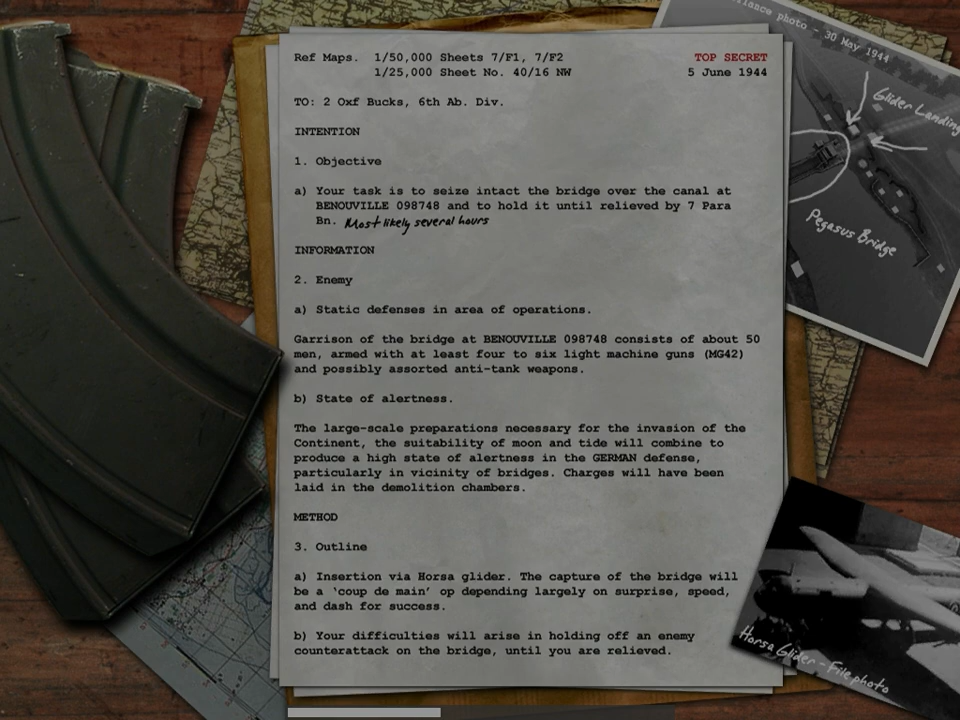 Ref Maps. 1/50,000 Sheets 7/F1, 7/F2 TOP SECRET
1/25,000 Sheet No. 40/16 NW 5 June 1944
TO: 2 Oxf Bucks, 6th Ab. Div.
INTENTION
1. Objective
a) Your task is to seize intact the bridge over the canal at
BENOUVILLE 098748 and to hold it until relieved by 7 Para
Bn. Most likely several hours
INFORMATION
2. Enemy
a) Static defenses in area of operations.
Garrison of the bridge at BENOUVILLE 098748 consists of about 50
men, armed with at least four to six light machine guns (MG42)
and possibly assorted anti-tank weapons.
b) State of alertness.
The large-scale preparations necessary for the invasion of the
Continent, the suitability of moon and tide will combine to
produce a high state of alertness in the GERMAN defense,
particularly in vicinity of bridges. Charges will have been
laid in the demolition chambers.
METHOD
3. Outline
a) Insertion via Horsa glider. The capture of the bridge will
be a 'coup de main' op depending largely on surprise, speed,
and dash for success.
b) Your difficulties will arise in holding off an enemy
counterattack on the bridge, until you are relieved.
photo - 30 May 1944
Glider Landing
Pegasus Bridge
Horsa Glider - File photo